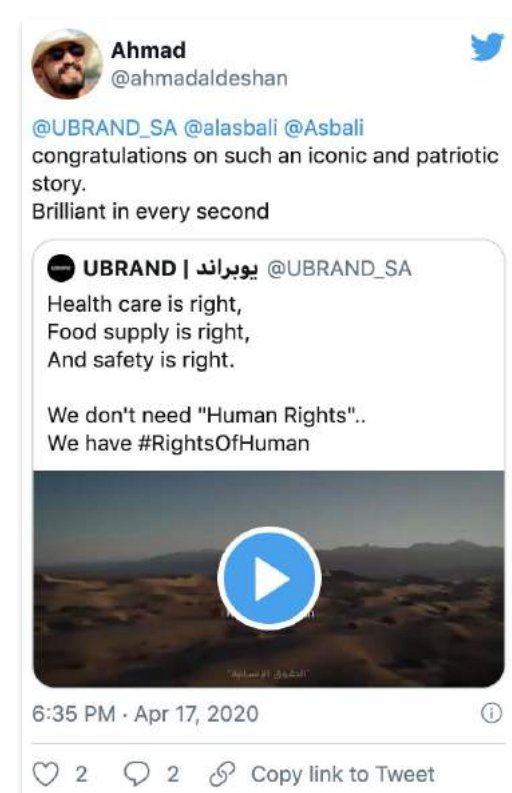 Ahmad
@ahmadaldeshan
@UBRAND_SA @alasbali @Asbali
congratulations on such an iconic and patriotic
story.
Brilliant in every second
UBRAND | يوبراند @UBRAND_SA
Health care is right,
Food supply is right,
And safety is right.
We don't need "Human Rights"..
We have #RightsOfHuman
"الحقوق الإنسانية"
6:35 PM · Apr 17, 2020
2 2 Copy link to Tweet